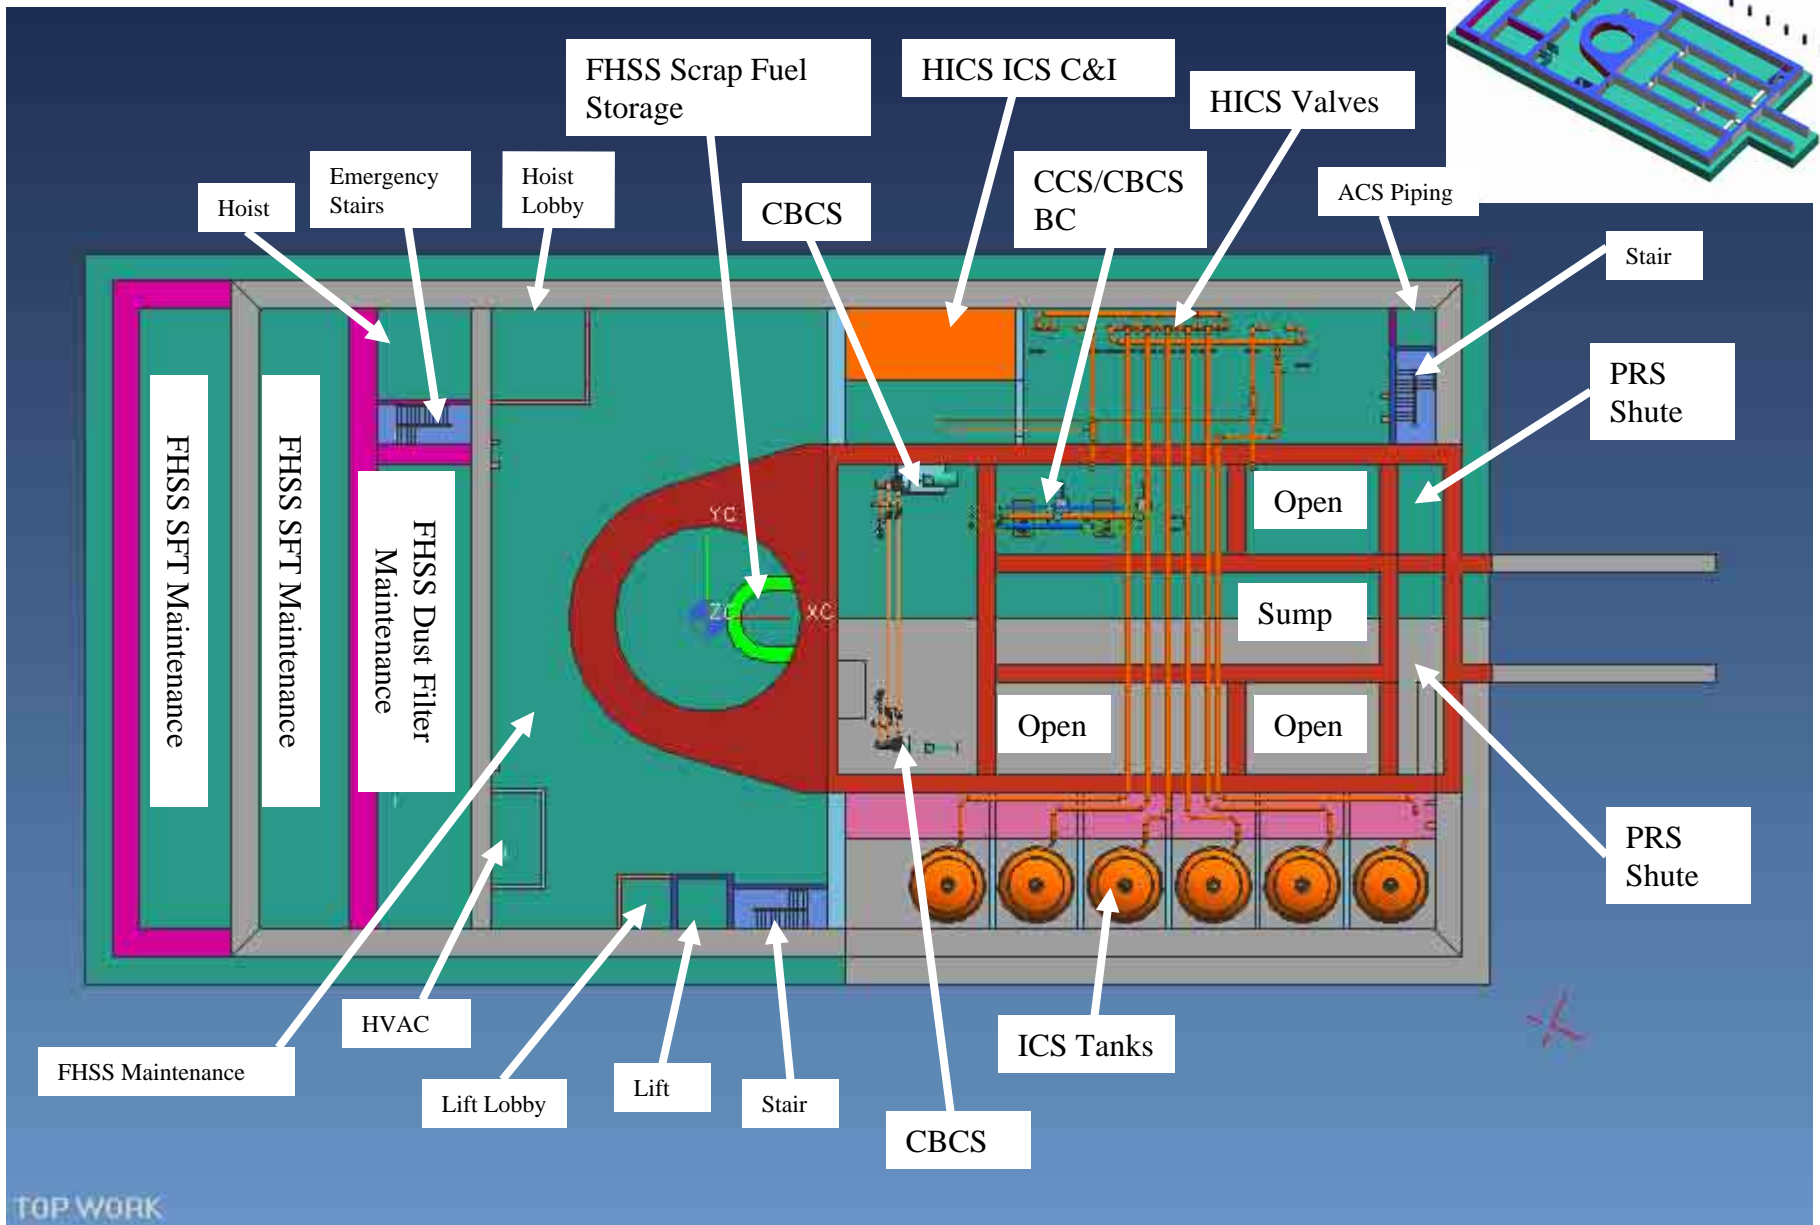 FHSS Scrap Fuel
Storage
HICS ICS C&I
HICS Valves
Hoist
Emergency
Stairs
Hoist
Lobby
CBCS
CCS/CBCS
BC
ACS Piping
Stair
PRS
Shute
FHSS SFT Maintenance
FHSS SFT Maintenance
FHSS Dust Filter
Maintenance
YC
ZC
XC
Open
Sump
Open
Open
PRS
Shute
HVAC
FHSS Maintenance
Lift Lobby
Lift
Stair
ICS Tanks
CBCS
TOP WORK